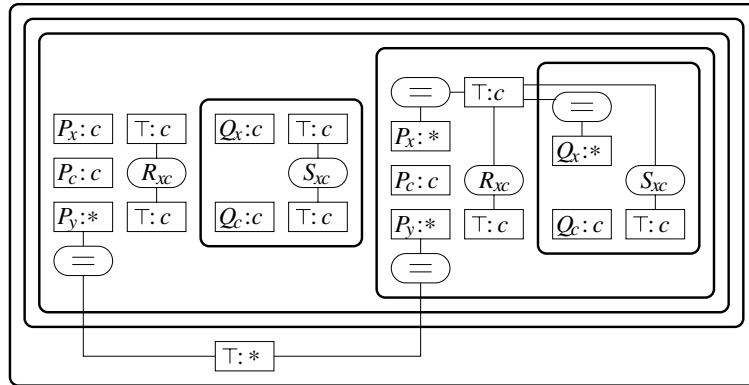 = ⊤:c =
P_x:c ⊤:c Q_x:c ⊤:c P_x:* Q_x:*
P_c:c R_xc S_xc P_c:c R_xc S_xc
P_y:* ⊤:c Q_c:c ⊤:c P_y:* ⊤:c Q_c:c ⊤:c
= =
⊤:*